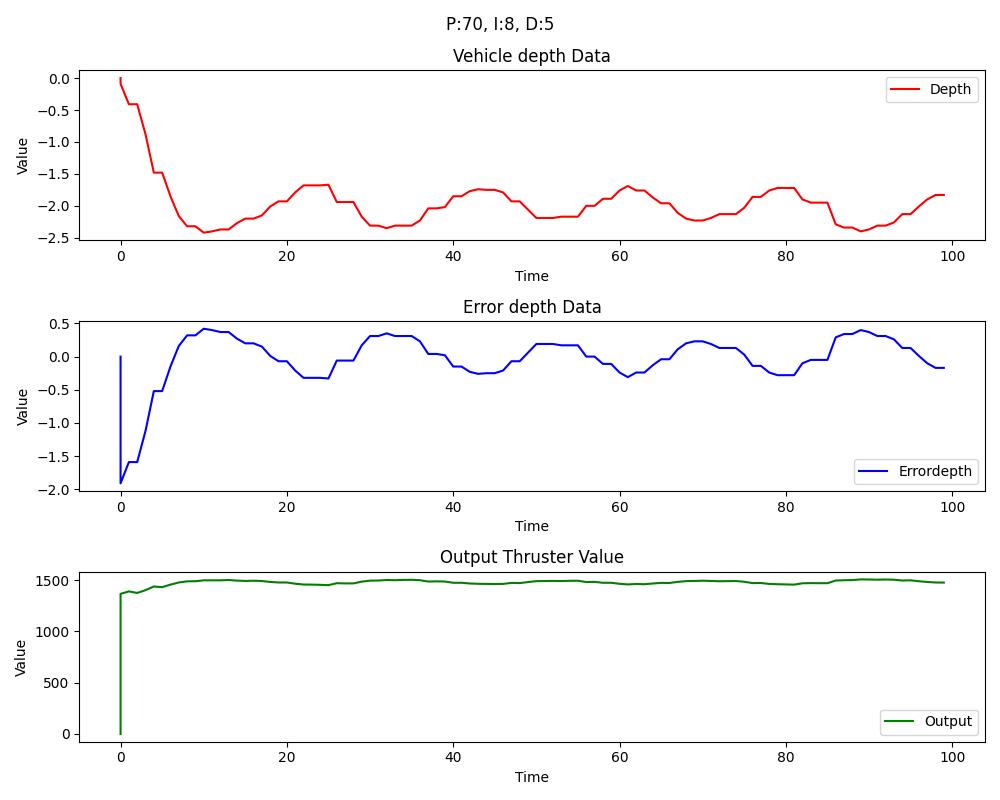 P:70, I:8, D:5
Vehicle depth Data
0.0
−0.5
−1.0
−1.5
−2.0
−2.5
Value
Depth
0 20 40 60 80 100
Time
Error depth Data
0.5
0.0
−0.5
−1.0
−1.5
−2.0
Value
Errordepth
0 20 40 60 80 100
Time
Output Thruster Value
1500
1000
500
0
Value
Output
0 20 40 60 80 100
Time